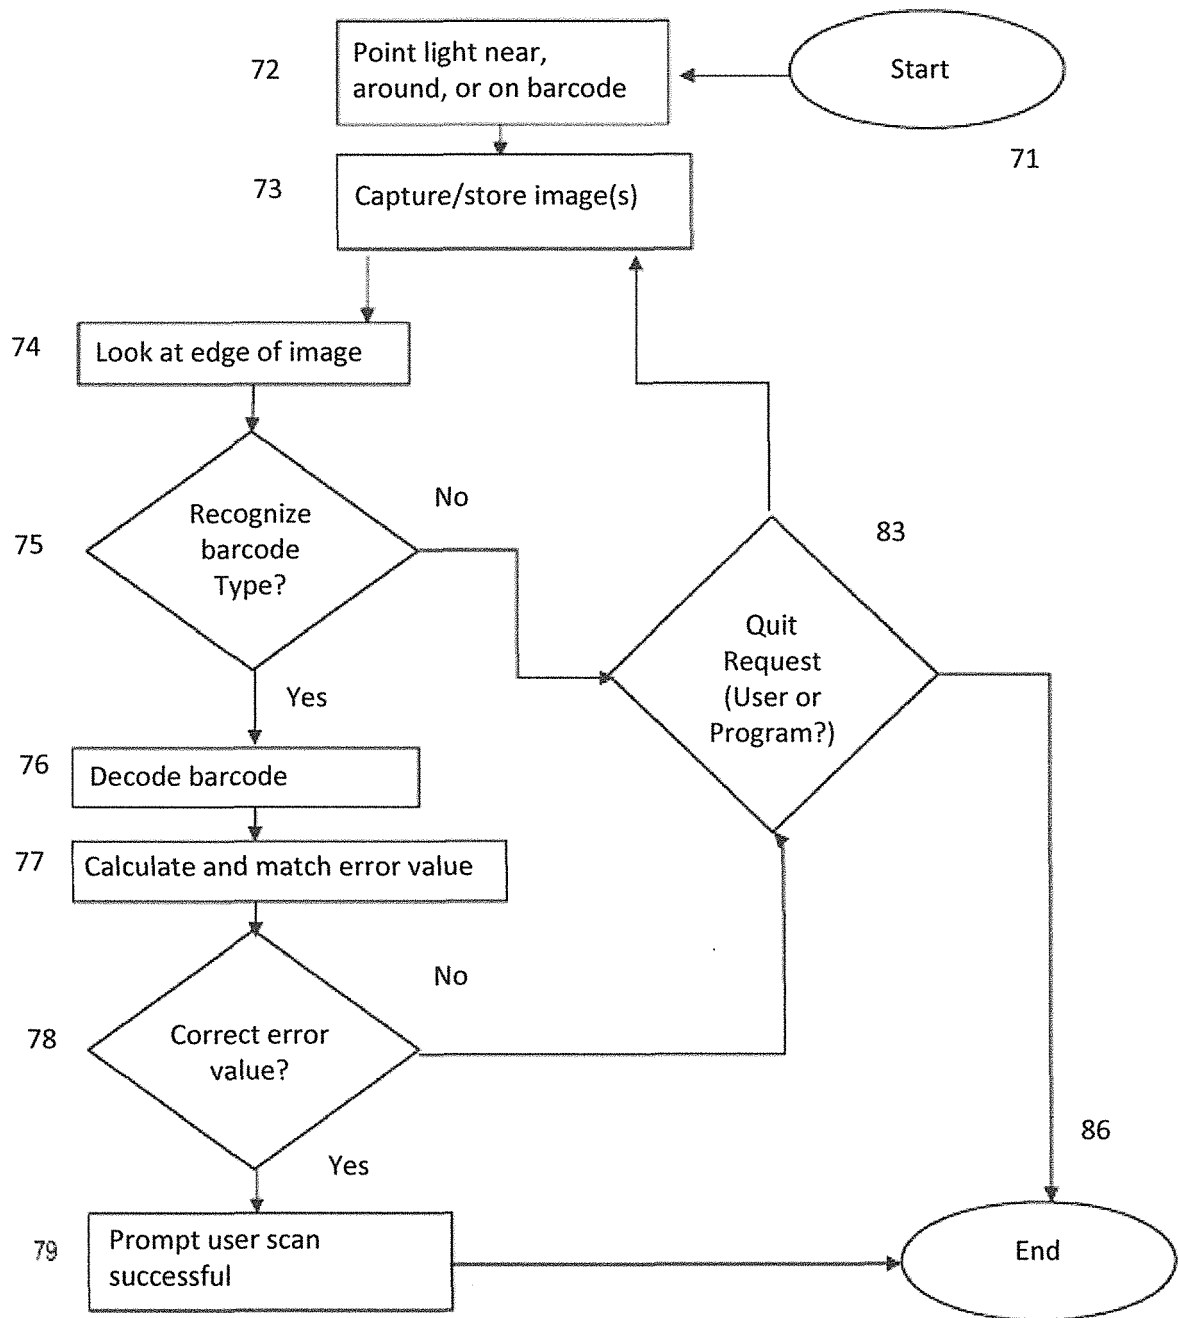 72
Point light near,
around, or on barcode
Start
71
73
Capture/store image(s)
74
Look at edge of image
No
75
Recognize
barcode
Type?
83
Quit
Request
(User or
Program?)
Yes
76
Decode barcode
77
Calculate and match error value
No
78
Correct error
value?
86
Yes
79
Prompt user scan
successful
End